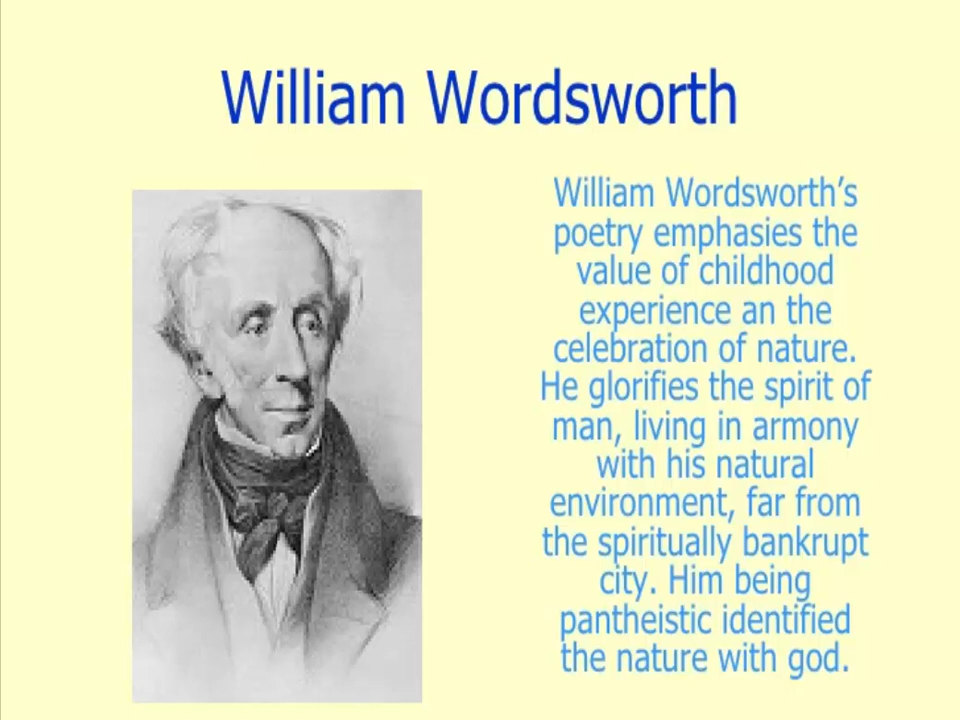 William Wordsworth
William Wordsworth’s
poetry emphasies the
value of childhood
experience an the
celebration of nature.
He glorifies the spirit of
man, living in armony
with his natural
environment, far from
the spiritually bankrupt
city. Him being
pantheistic identified
the nature with god.